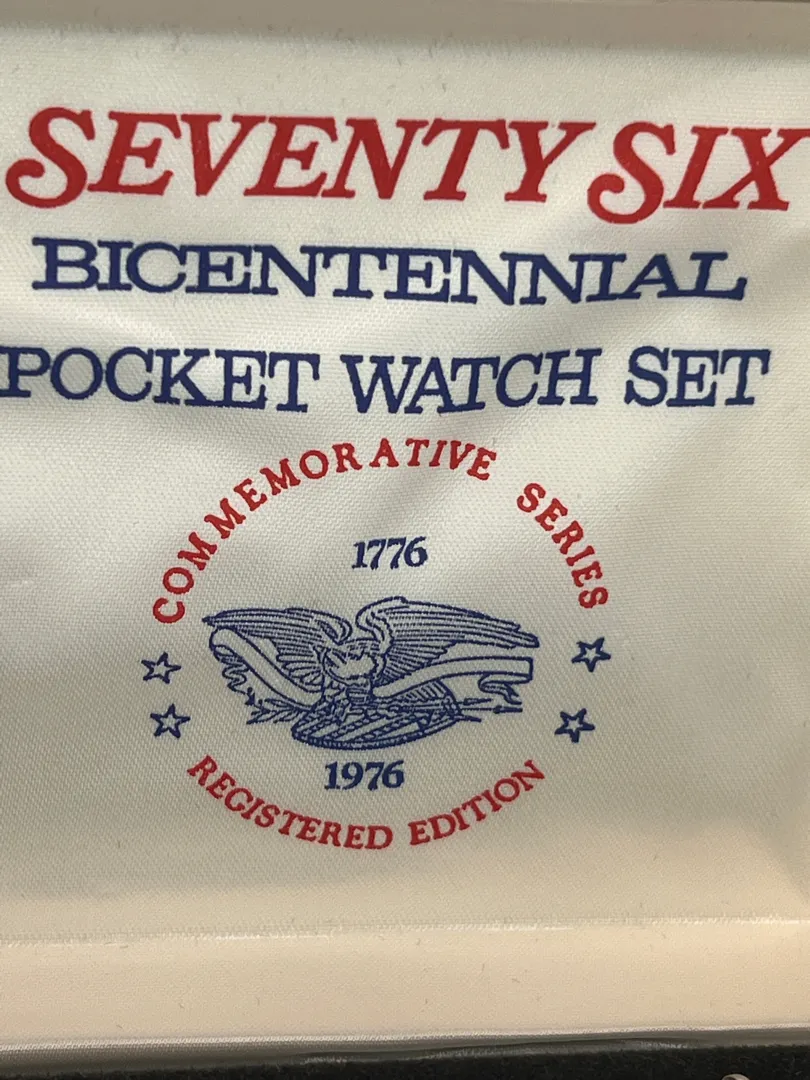 SEVENTY SIX
BICENTENNIAL
POCKET WATCH SET
COMMEMORATIVE SERIES
1776
1976
REGISTERED EDITION